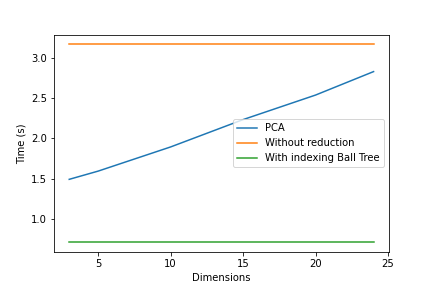 3.0
2.5
2.0
1.5
1.0
Time (s)
PCA
Without reduction
With indexing Ball Tree
5 10 15 20 25
Dimensions